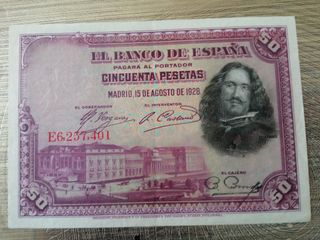 EL BANCO DE ESPAÑA
PAGARÁ AL PORTADOR
CINCUENTA PESETAS
MADRID, 15 DE AGOSTO DE 1928
EL GOBERNADOR
EL INTERVENTOR
E6,237,401
EL CAJERO
50
50
50